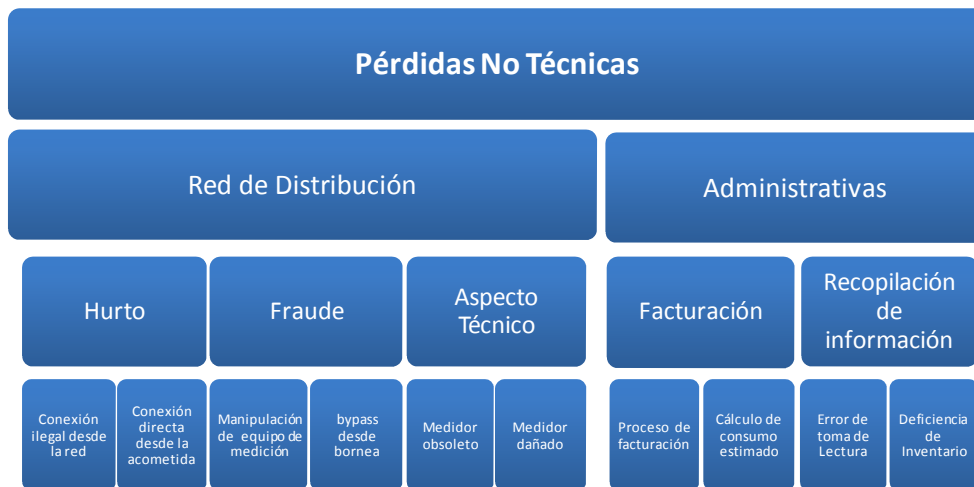 Pérdidas No Técnicas
Red de Distribución
Administrativas
Hurto
Fraude
Aspecto
Técnico
Facturación
Recopilación
de
información
Conexión
ilegal desde
la red
Conexión
directa
desde la
acometida
Manipulación
de equipo de
medición
bypass
desde
bornea
Medidor
obsoleto
Medidor
dañado
Proceso de
facturación
Cálculo de
consumo
estimado
Error de
toma de
Lectura
Deficiencia
de
Inventario